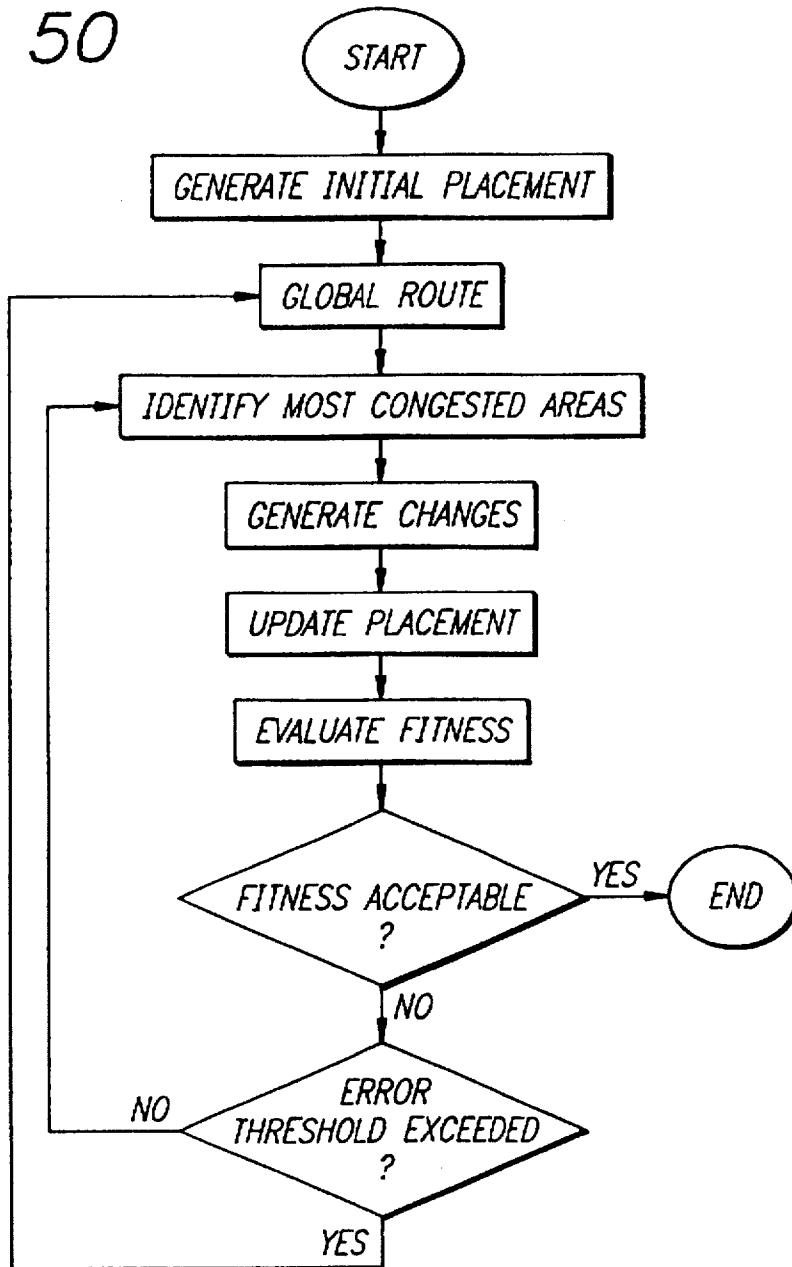 50
START
GENERATE INITIAL PLACEMENT
GLOBAL ROUTE
IDENTIFY MOST CONGESTED AREAS
GENERATE CHANGES
UPDATE PLACEMENT
EVALUATE FITNESS
FITNESS ACCEPTABLE
?
YES
END
NO
ERROR
THRESHOLD EXCEEDED
?
NO
YES